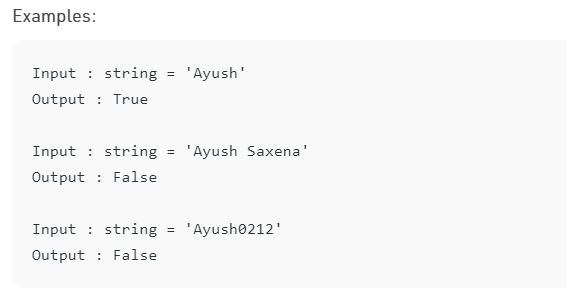 Examples:
Input : string = 'Ayush'
Output : True
Input : string = 'Ayush Saxena'
Output : False
Input : string = 'Ayush0212'
Output : False